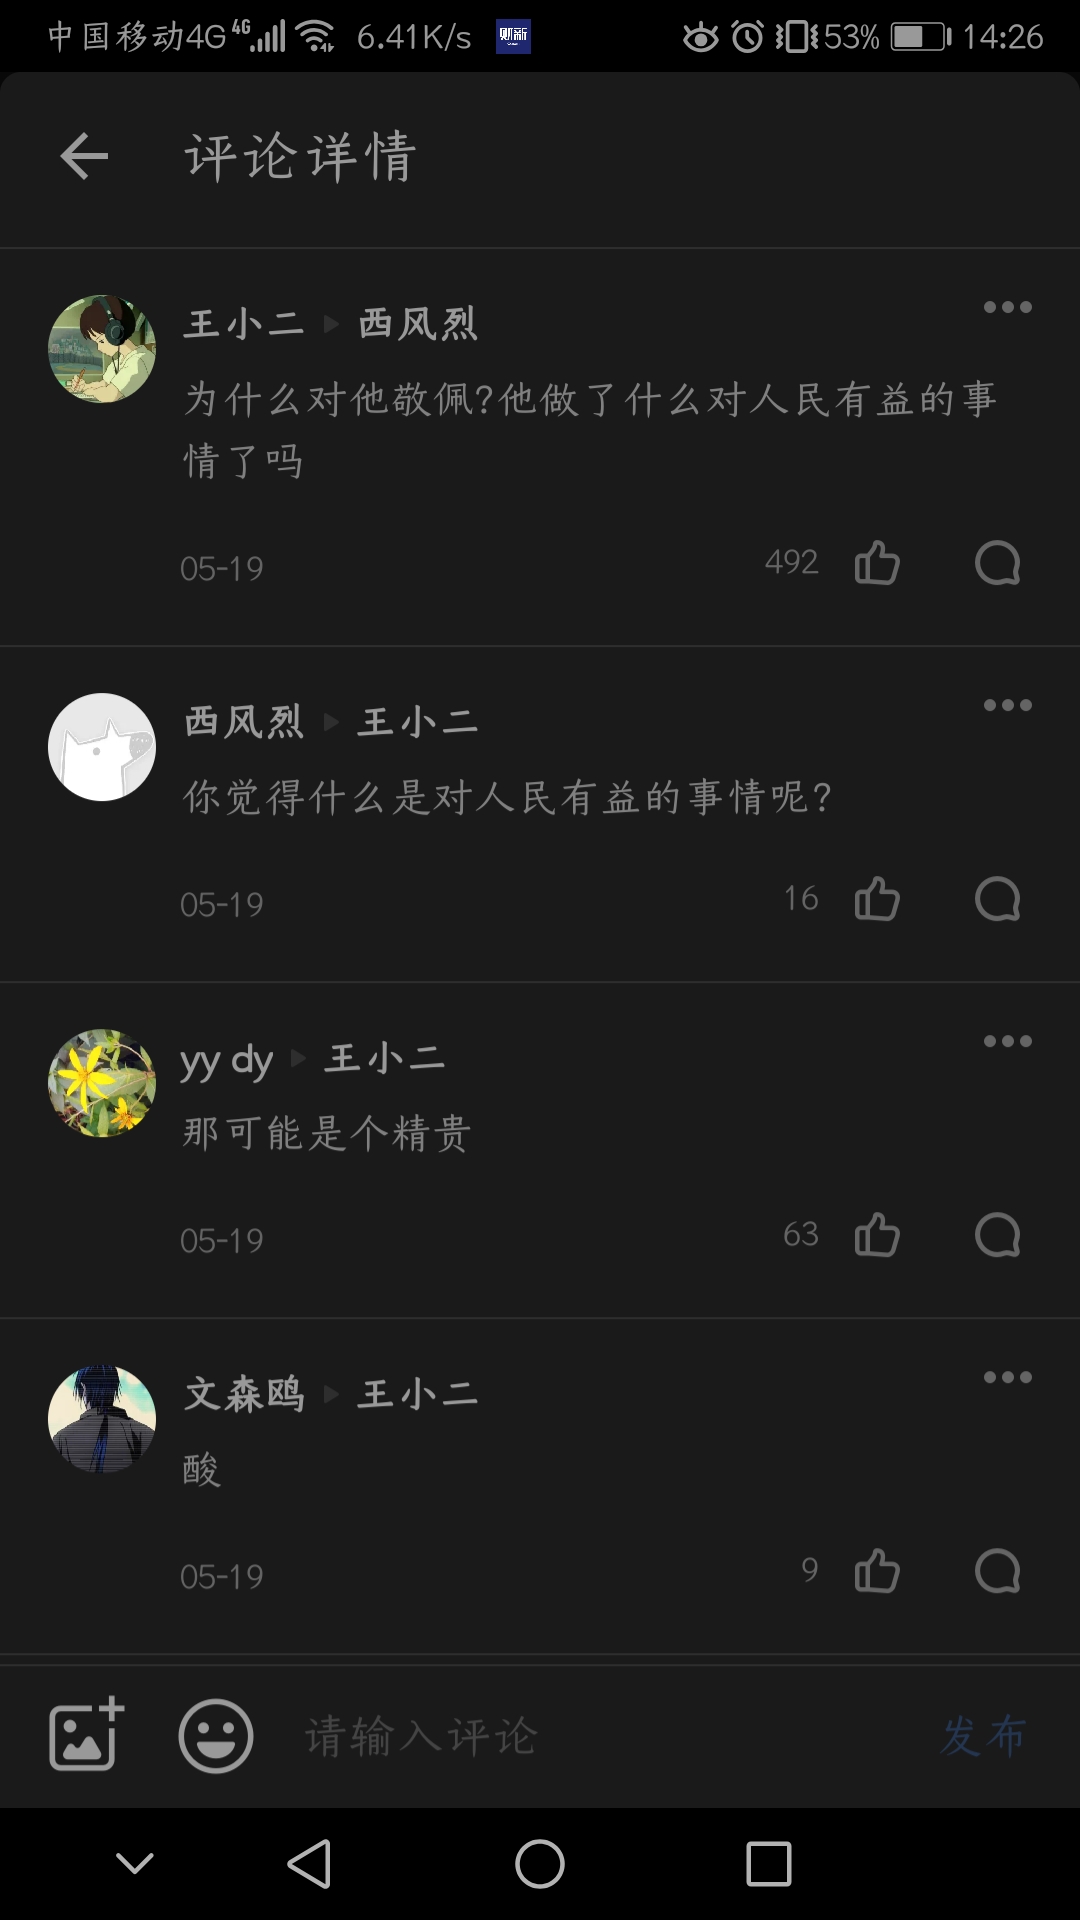 中国移动4G 4G 6.41K/s 财新 53% 14:26
评论详情
王小二 西风烈
为什么对他敬佩?他做了什么对人民有益的事
情了吗
05-19 492
西风烈 王小二
你觉得什么是对人民有益的事情呢?
05-19 16
yy dy 王小二
那可能是个精贵
05-19 63
文森鸥 王小二
酸
05-19 9
请输入评论 发布